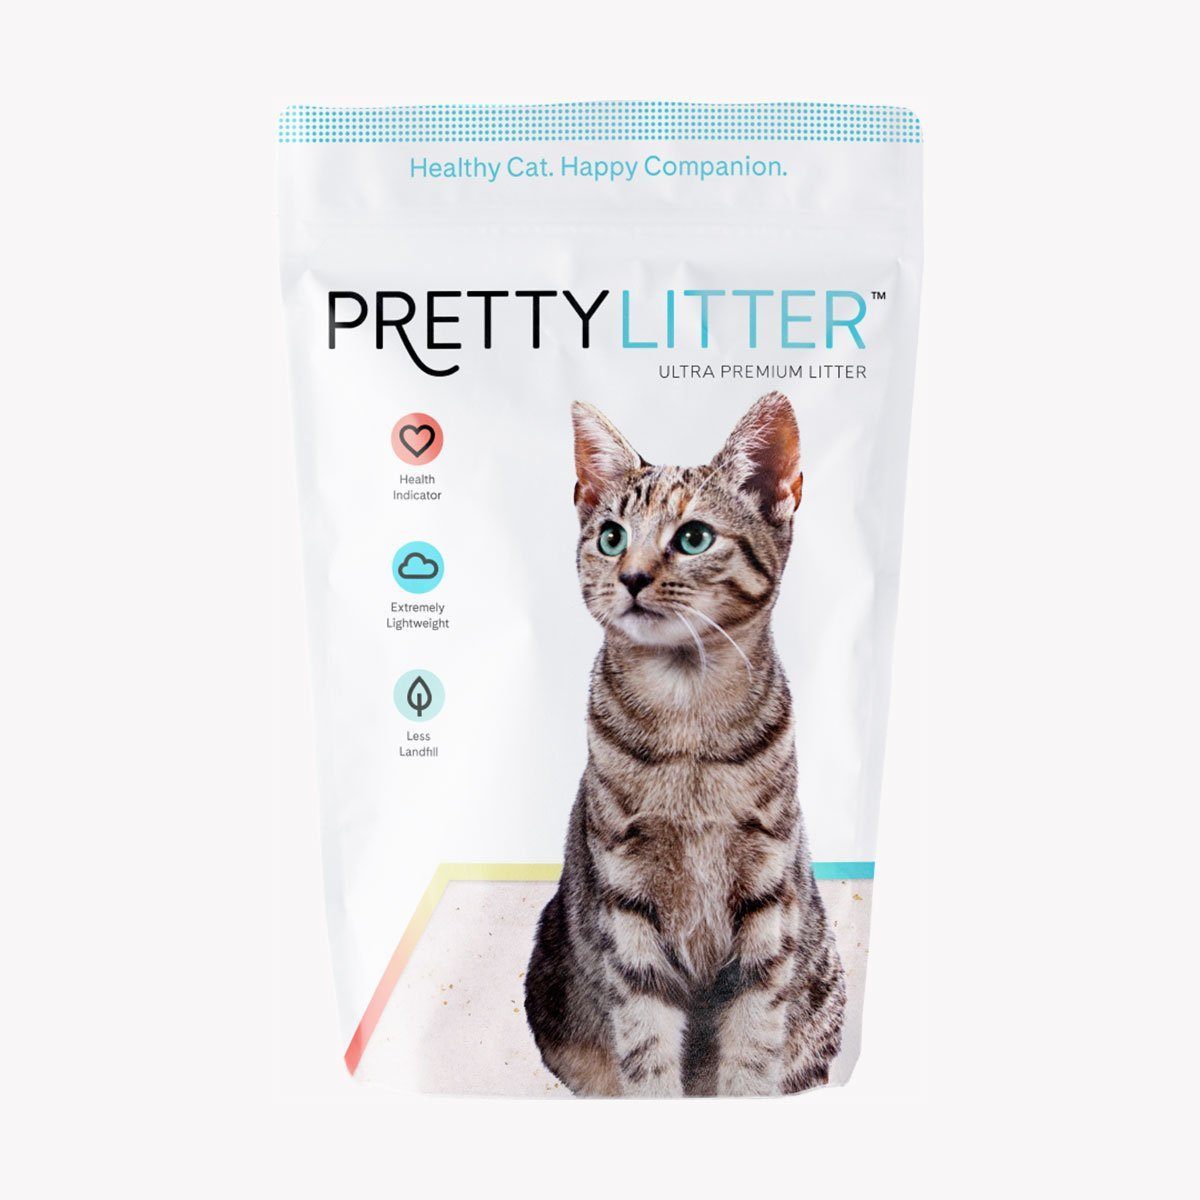 Healthy Cat. Happy Companion.
PRETTYLITTER™
ULTRA PREMIUM LITTER
Health
Indicator
Extremely
Lightweight
Less
Landfill